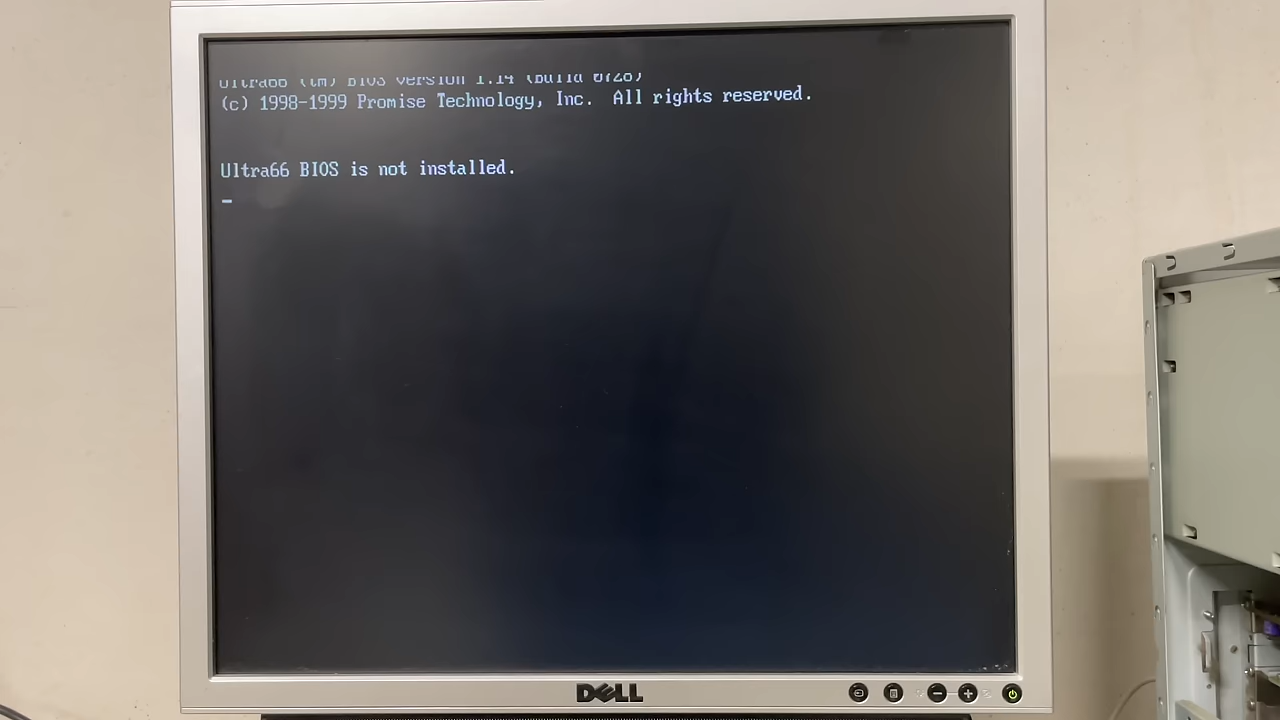 Ultra66 (tm) BIOS Version 1.14 (Build 0728)
(c) 1998-1999 Promise Technology, Inc.  All rights reserved.
Ultra66 BIOS is not installed.
DELL